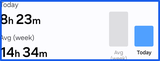 Today
8h 23m
Avg (week)
14h 34m
Avg
(week)
Today